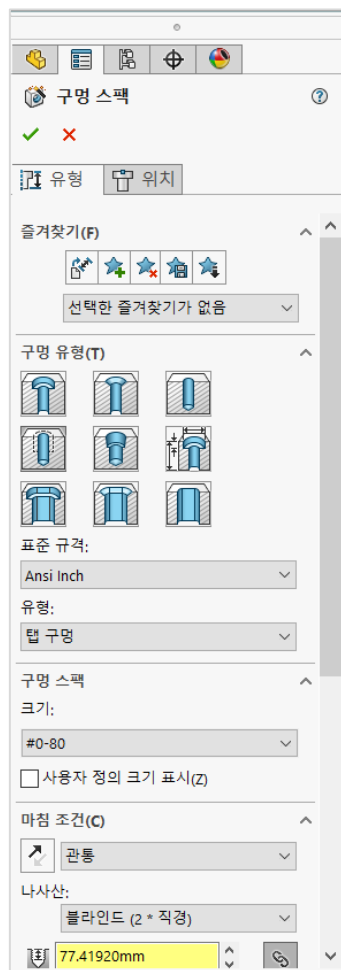 구멍 스팩
유형
위치
즐겨찾기(F)
선택한 즐겨찾기가 없음
구멍 유형(T)
표준 규격:
Ansi Inch
유형:
탭 구멍
구멍 스팩
크기:
#0-80
사용자 정의 크기 표시(Z)
마침 조건(C)
관통
나사산:
블라인드 (2 * 직경)
77.41920mm